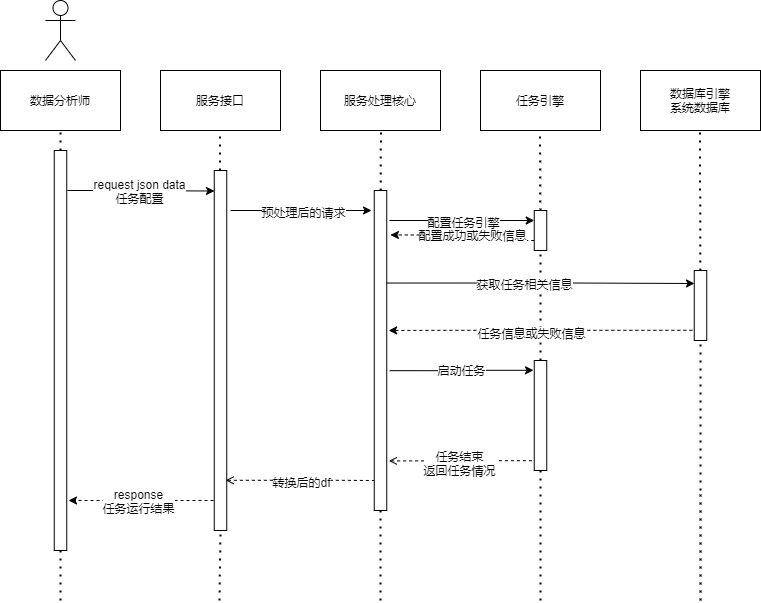 数据分析师
服务接口
服务处理核心
任务引擎
数据库引擎
系统数据库
request json data
任务配置
预处理后的请求
配置任务引擎
配置成功或失败信息
获取任务相关信息
任务信息或失败信息
启动任务
任务结束
返回任务情况
转换后的df
response
任务运行结果